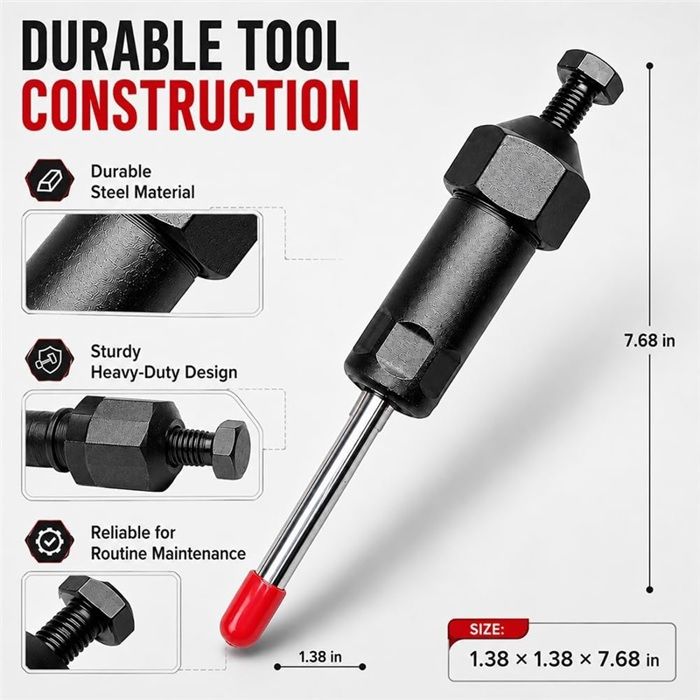 DURABLE TOOL
CONSTRUCTION
Durable
Steel Material
Sturdy
Heavy-Duty Design
Reliable for
Routine Maintenance
7.68 in
1.38 in
SIZE:
1.38 × 1.38 × 7.68 in